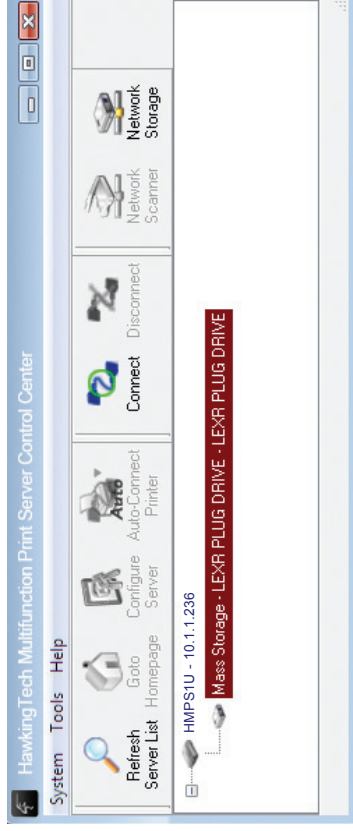 HawkingTech Multifunction Print Server Control Center
System Tools Help
Refresh
Server List
Goto
Homepage
Configure
Server
Auto
Auto-Connect
Printer
Connect
Disconnect
Network
Scanner
Network
Storage
HMPS1U - 10.1.1.236
Mass Storage - LEXR PLUG DRIVE - LEXR PLUG DRIVE